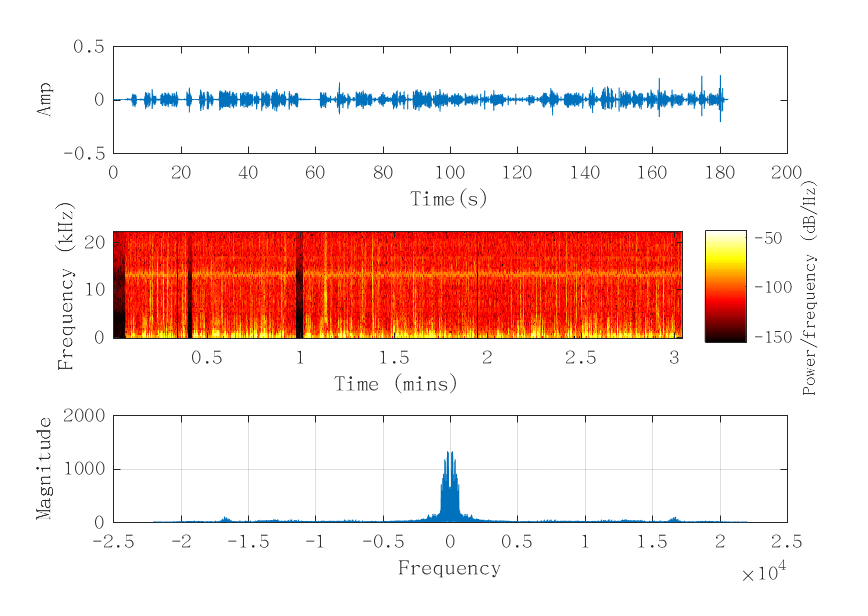 0.5
0
-0.5
Amp
0 20 40 60 80 100 120 140 160 180 200
Time(s)
20
10
0
Frequency (kHz)
0.5 1 1.5 2 2.5 3
Time (mins)
-50
-100
-150
Power/frequency (dB/Hz)
2000
1000
0
Magnitude
-2.5 -2 -1.5 -1 -0.5 0 0.5 1 1.5 2 2.5
Frequency
×10⁴